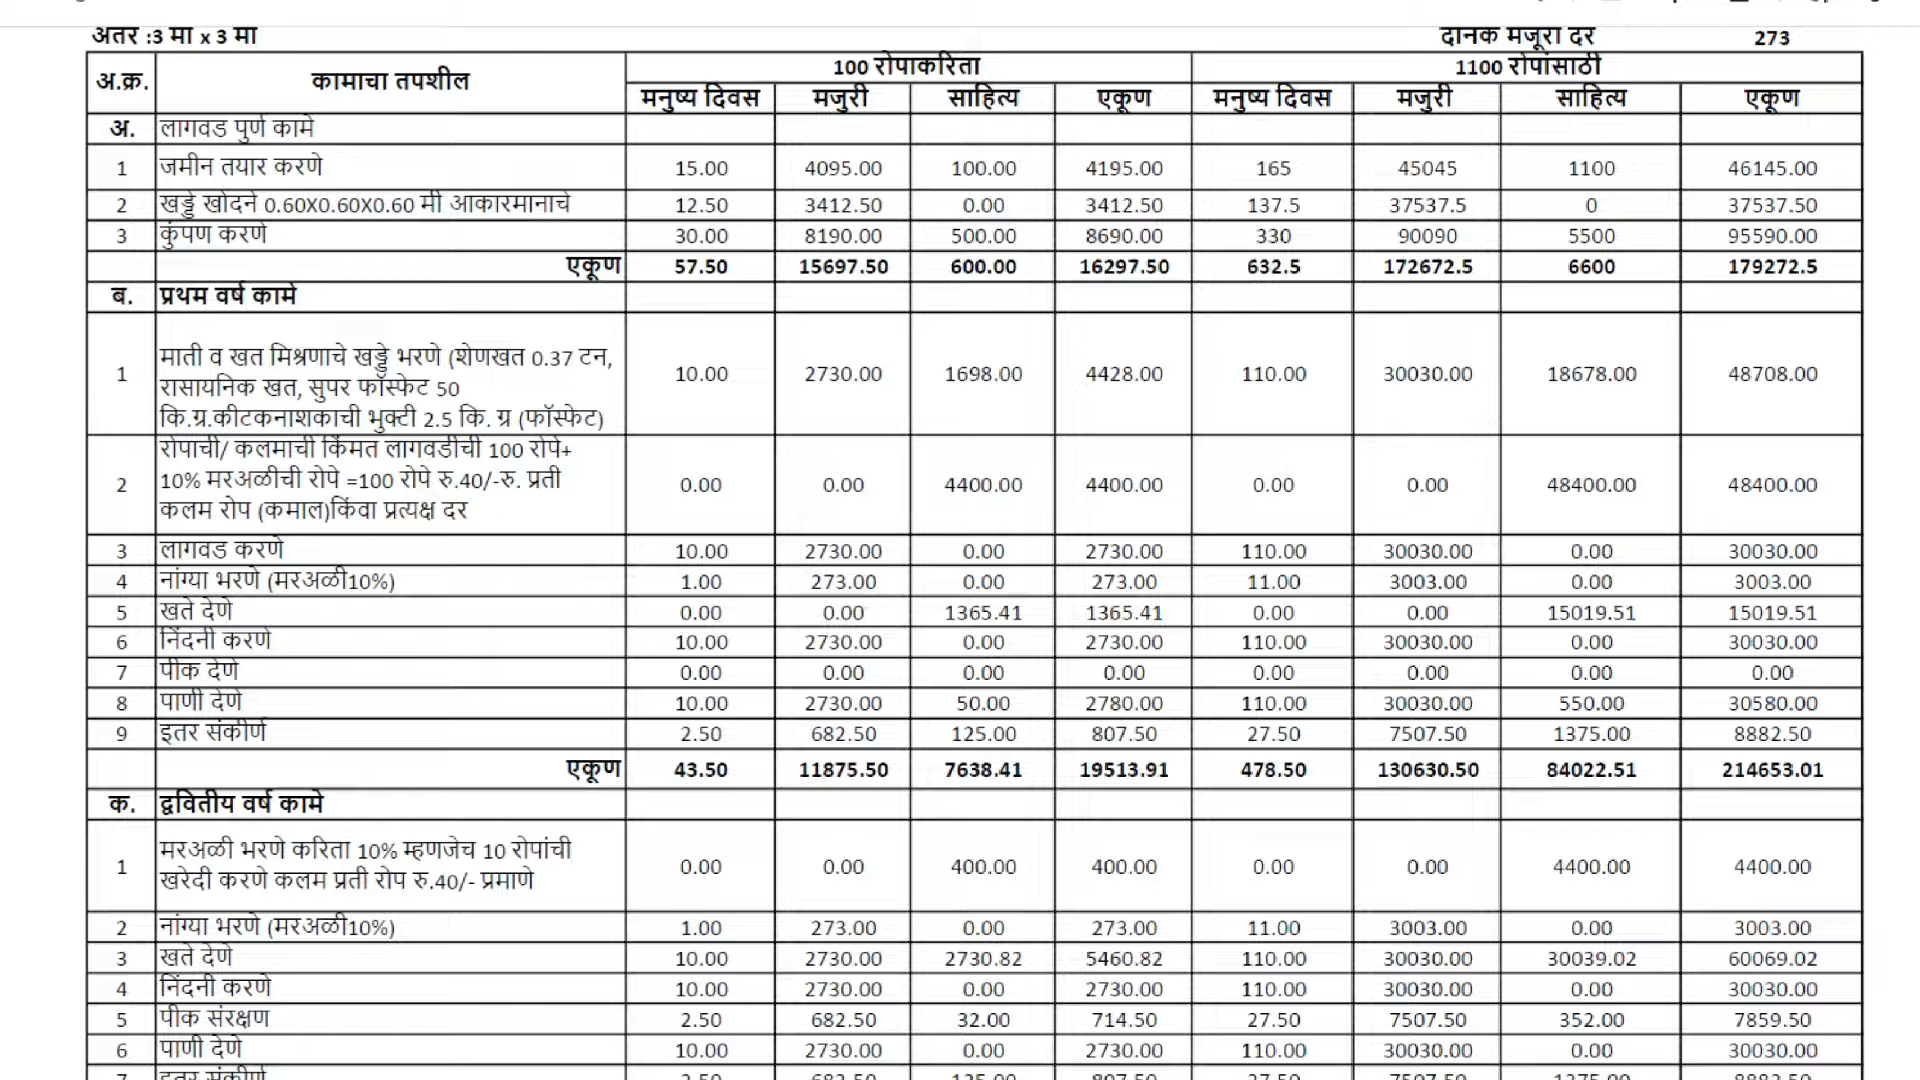 अंतर :3 मी x 3 मी दैनिक मजूरी दर 273
अ.क्र. कामाचा तपशील 100 रोपाकरिता 1100 रोपांसाठी
मनुष्य दिवस मजुरी साहित्य एकूण मनुष्य दिवस मजुरी साहित्य एकूण
अ. लागवड पुर्ण कामे
1 जमीन तयार करणे 15.00 4095.00 100.00 4195.00 165 45045 1100 46145.00
2 खड्डे खोदने 0.60X0.60X0.60 मी आकारमानाचे 12.50 3412.50 0.00 3412.50 137.5 37537.5 0 37537.50
3 कुंपण करणे 30.00 8190.00 500.00 8690.00 330 90090 5500 95590.00
एकूण 57.50 15697.50 600.00 16297.50 632.5 172672.5 6600 179272.5
ब. प्रथम वर्ष कामे
1 माती व खत मिश्रणाचे खड्डे भरणे (शेणखत 0.37 टन,
रासायनिक खत, सुपर फॉस्फेट 50
कि.ग्र.कीटकनाशकाची भुक्टी 2.5 कि. ग्र (फॉस्फेट) 10.00 2730.00 1698.00 4428.00 110.00 30030.00 18678.00 48708.00
2 रोपाची/ कलमाची किंमत लागवडीची 100 रोपे+
10% मरअळीची रोपे =100 रोपे रु.40/-रु. प्रती
कलम रोप (कमाल)किंवा प्रत्यक्ष दर 0.00 0.00 4400.00 4400.00 0.00 0.00 48400.00 48400.00
3 लागवड करणे 10.00 2730.00 0.00 2730.00 110.00 30030.00 0.00 30030.00
4 नांग्या भरणे (मरअळी10%) 1.00 273.00 0.00 273.00 11.00 3003.00 0.00 3003.00
5 खते देणे 0.00 0.00 1365.41 1365.41 0.00 0.00 15019.51 15019.51
6 निंदनी करणे 10.00 2730.00 0.00 2730.00 110.00 30030.00 0.00 30030.00
7 पीक देणे 0.00 0.00 0.00 0.00 0.00 0.00 0.00 0.00
8 पाणी देणे 10.00 2730.00 50.00 2780.00 110.00 30030.00 550.00 30580.00
9 इतर संकीर्ण 2.50 682.50 125.00 807.50 27.50 7507.50 1375.00 8882.50
एकूण 43.50 11875.50 7638.41 19513.91 478.50 130630.50 84022.51 214653.01
क. द्ववितीय वर्ष कामे
1 मरअळी भरणे करिता 10% म्हणजेच 10 रोपांची
खरेदी करणे कलम प्रती रोप रु.40/- प्रमाणे 0.00 0.00 400.00 400.00 0.00 0.00 4400.00 4400.00
2 नांग्या भरणे (मरअळी10%) 1.00 273.00 0.00 273.00 11.00 3003.00 0.00 3003.00
3 खते देणे 10.00 2730.00 2730.82 5460.82 110.00 30030.00 30039.02 60069.02
4 निंदनी करणे 10.00 2730.00 0.00 2730.00 110.00 30030.00 0.00 30030.00
5 पीक संरक्षण 2.50 682.50 32.00 714.50 27.50 7507.50 352.00 7859.50
6 पाणी देणे 10.00 2730.00 0.00 2730.00 110.00 30030.00 0.00 30030.00
7 इतर संकीर्ण 2.50 682.50 125.00 807.50 27.50 7507.50 1375.00 8882.50